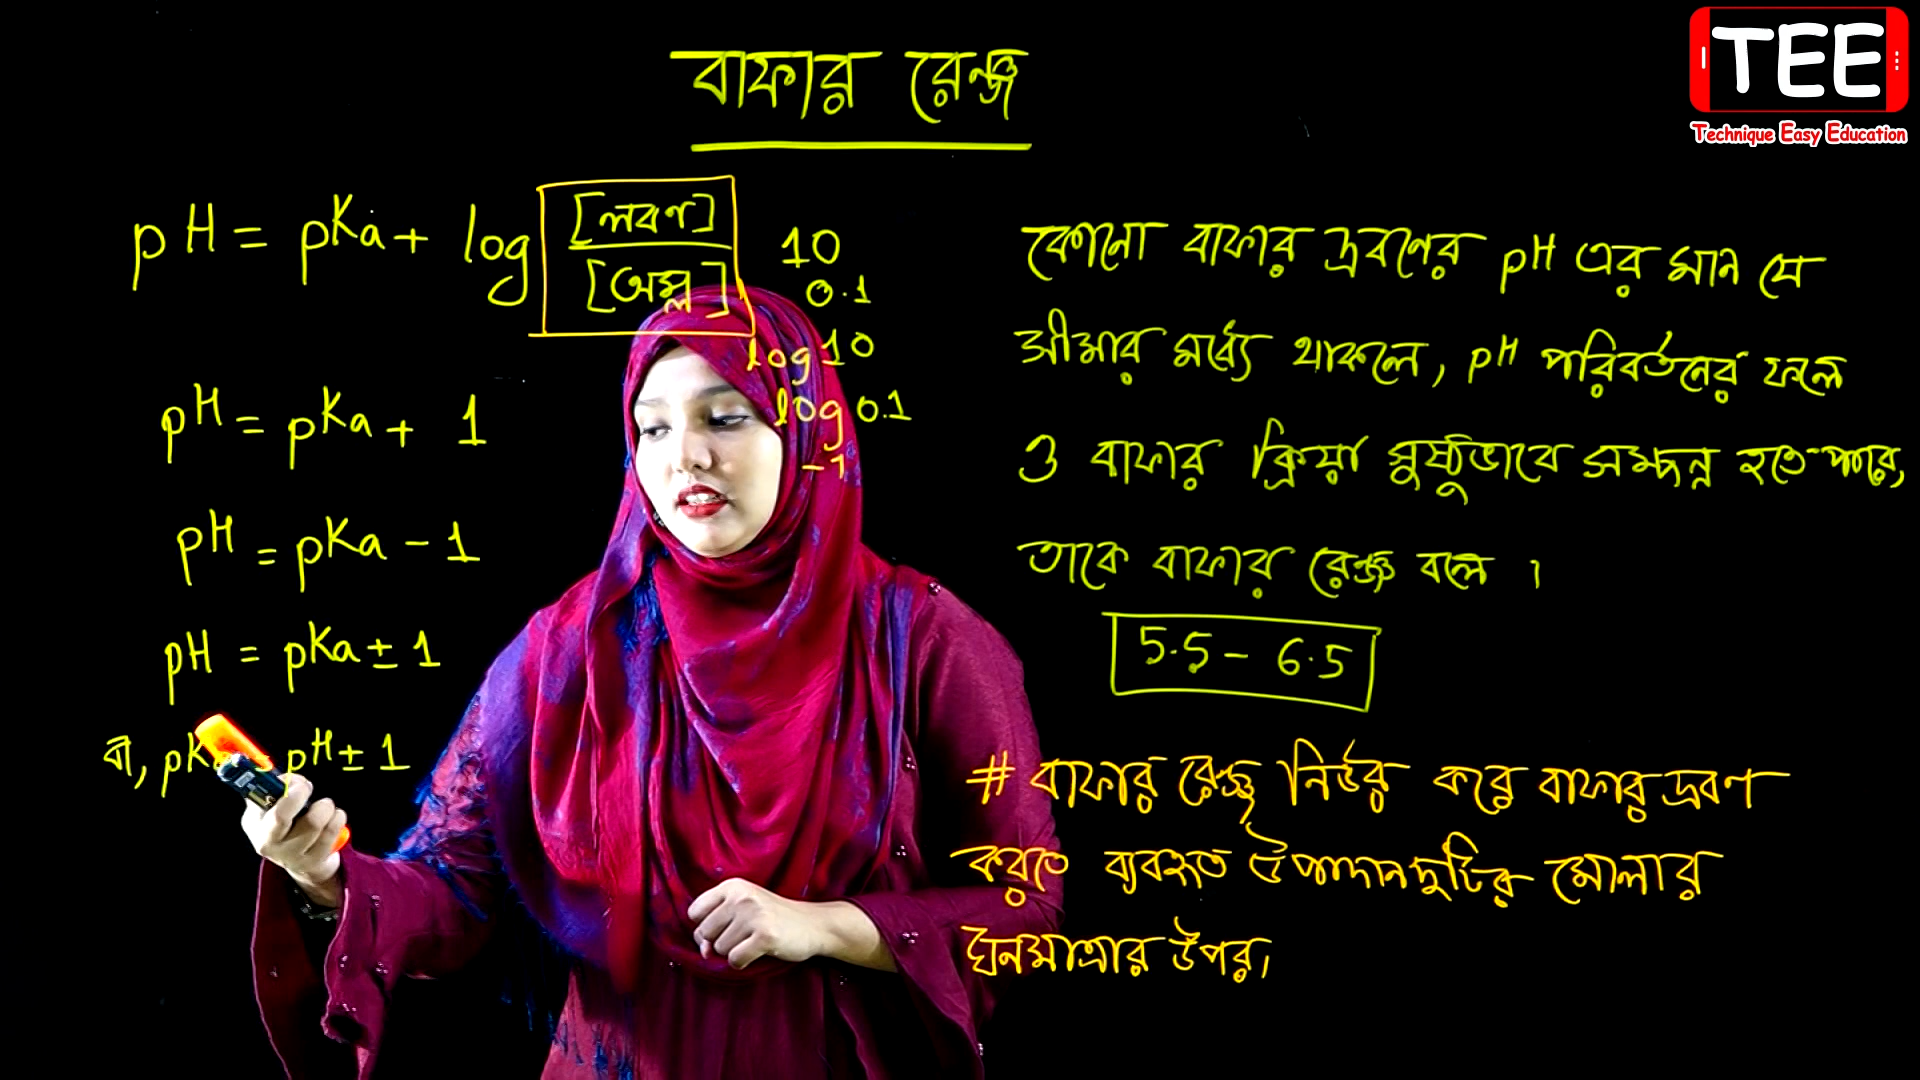 বাফার রেঞ্জ
TEE
Technique Easy Education
pH = pKa + log [লবণ] / [অম্ল]
10
0.1
log 10
log 0.1
-1
pH = pKa + 1
pH = pKa - 1
pH = pKa ± 1
বা, pK pH ± 1
কোনো বাফার দ্রবণের pH এর মান যে
সীমার মধ্যে থাকলে, pH পরিবর্তনের ফলে
ও বাফার ক্রিয়া সুষ্ঠুভাবে সম্পন্ন হতে পারে,
তাকে বাফার রেঞ্জ বলে ।
5.5 - 6.5
# বাফার রেঞ্জ নির্ভর করে বাফার দ্রবণ
করতে ব্যবহৃত উপাদানদুটির মোলার
ঘনমাত্রার উপর,